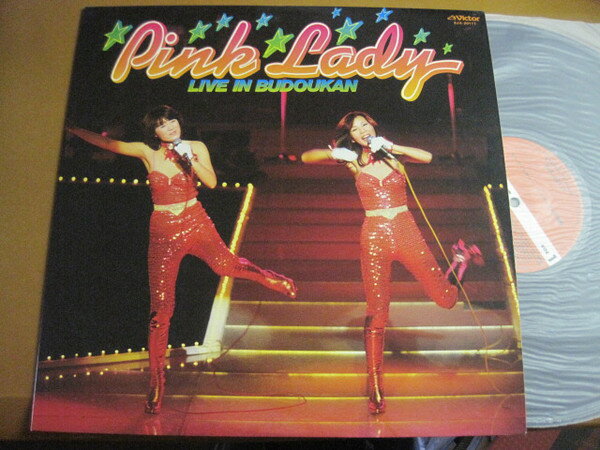 Victor
Pink Lady
LIVE IN BUDOUKAN